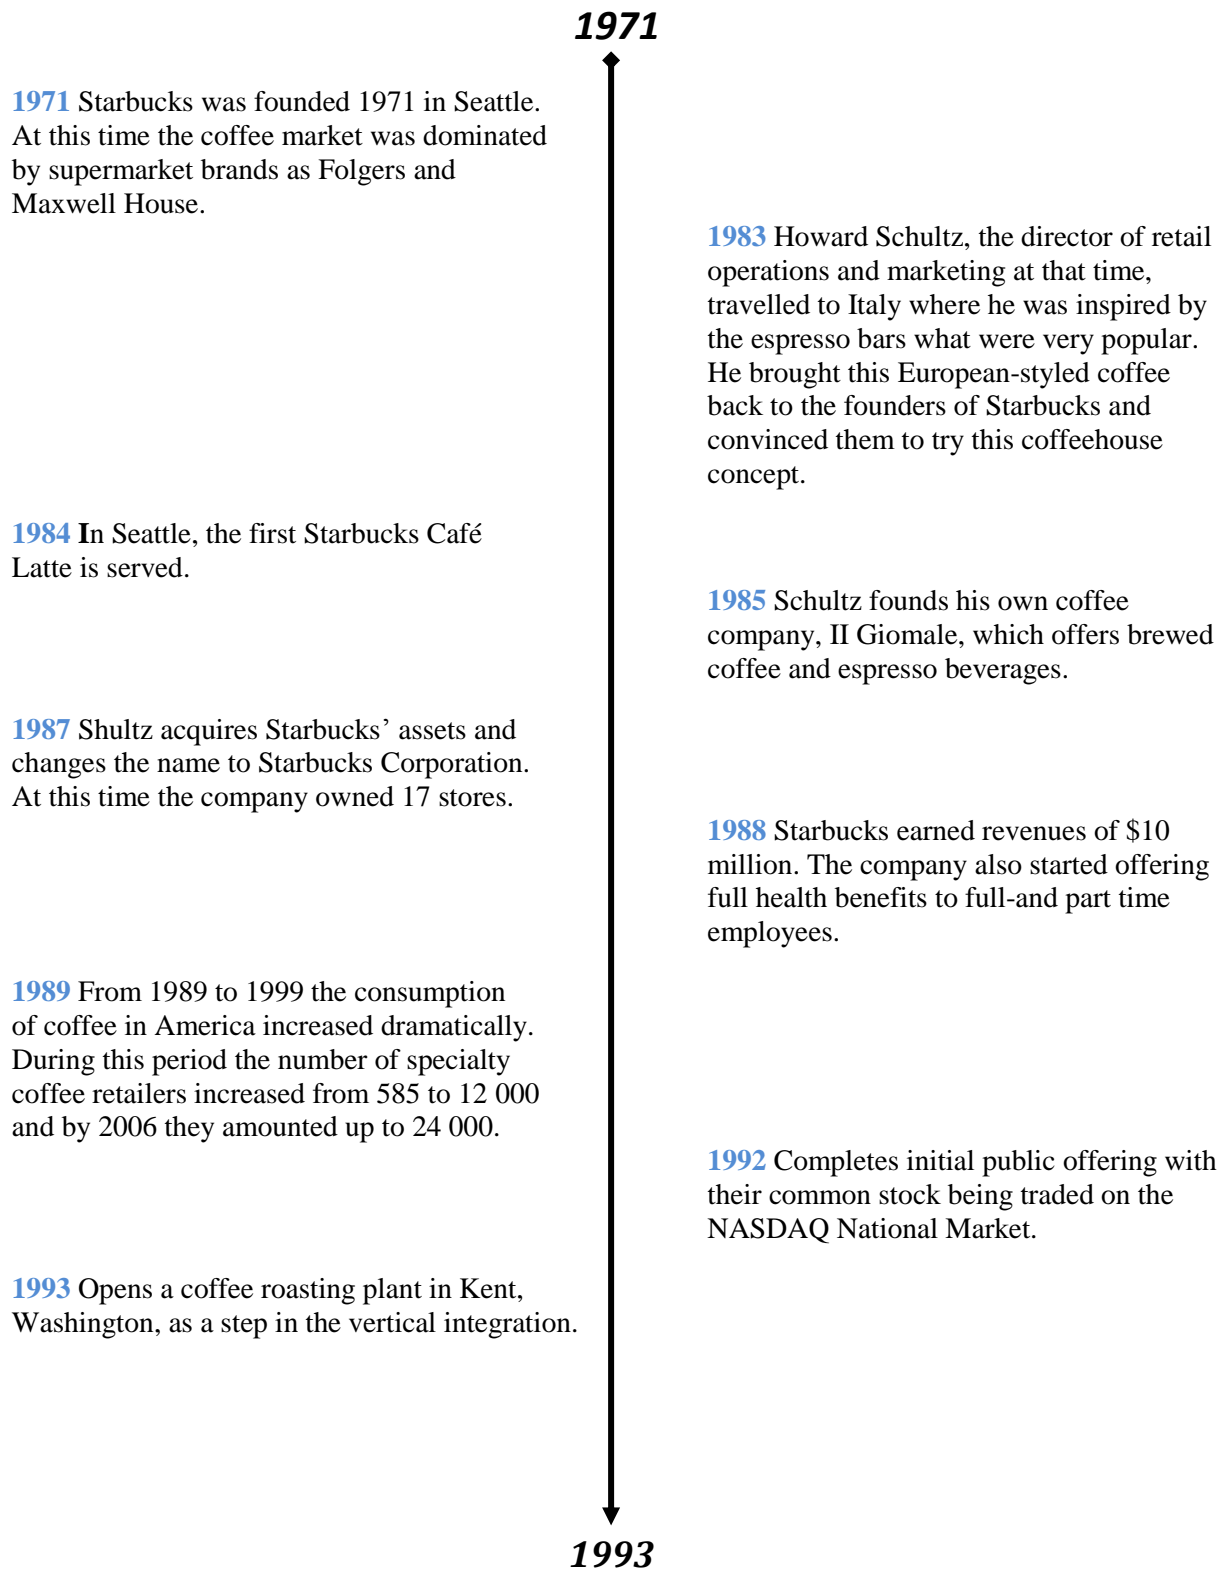 1971
1971 Starbucks was founded 1971 in Seattle.
At this time the coffee market was dominated
by supermarket brands as Folgers and
Maxwell House.
1983 Howard Schultz, the director of retail
operations and marketing at that time,
travelled to Italy where he was inspired by
the espresso bars what were very popular.
He brought this European-styled coffee
back to the founders of Starbucks and
convinced them to try this coffeehouse
concept.
1984 In Seattle, the first Starbucks Café
Latte is served.
1985 Schultz founds his own coffee
company, II Giomale, which offers brewed
coffee and espresso beverages.
1987 Shultz acquires Starbucks’ assets and
changes the name to Starbucks Corporation.
At this time the company owned 17 stores.
1988 Starbucks earned revenues of $10
million. The company also started offering
full health benefits to full-and part time
employees.
1989 From 1989 to 1999 the consumption
of coffee in America increased dramatically.
During this period the number of specialty
coffee retailers increased from 585 to 12 000
and by 2006 they amounted up to 24 000.
1992 Completes initial public offering with
their common stock being traded on the
NASDAQ National Market.
1993 Opens a coffee roasting plant in Kent,
Washington, as a step in the vertical integration.
1993